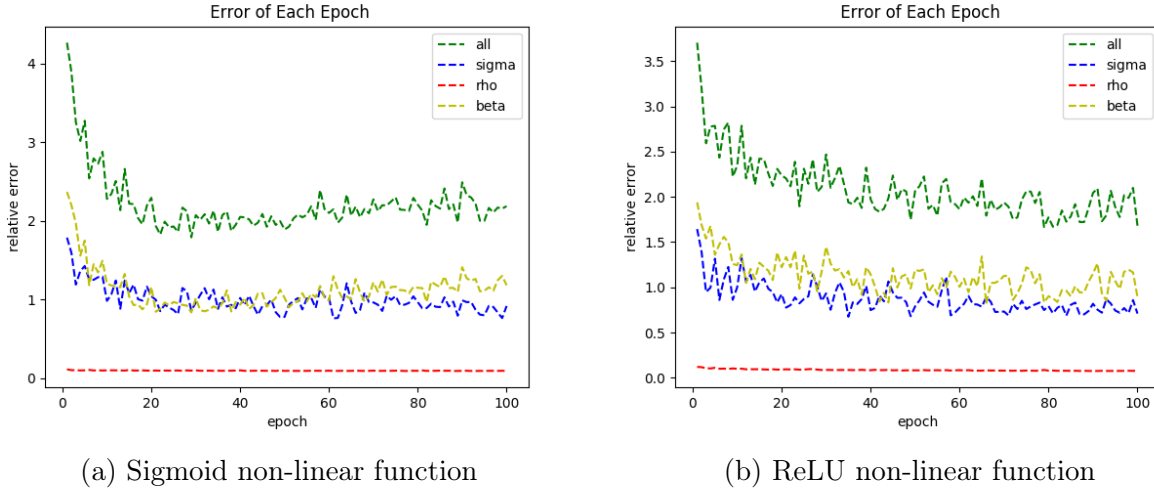 Error of Each Epoch
all
sigma
rho
beta
4
3
2
1
0
relative error
0 20 40 60 80 100
epoch
(a) Sigmoid non-linear function
Error of Each Epoch
all
sigma
rho
beta
3.5
3.0
2.5
2.0
1.5
1.0
0.5
0.0
relative error
0 20 40 60 80 100
epoch
(b) ReLU non-linear function